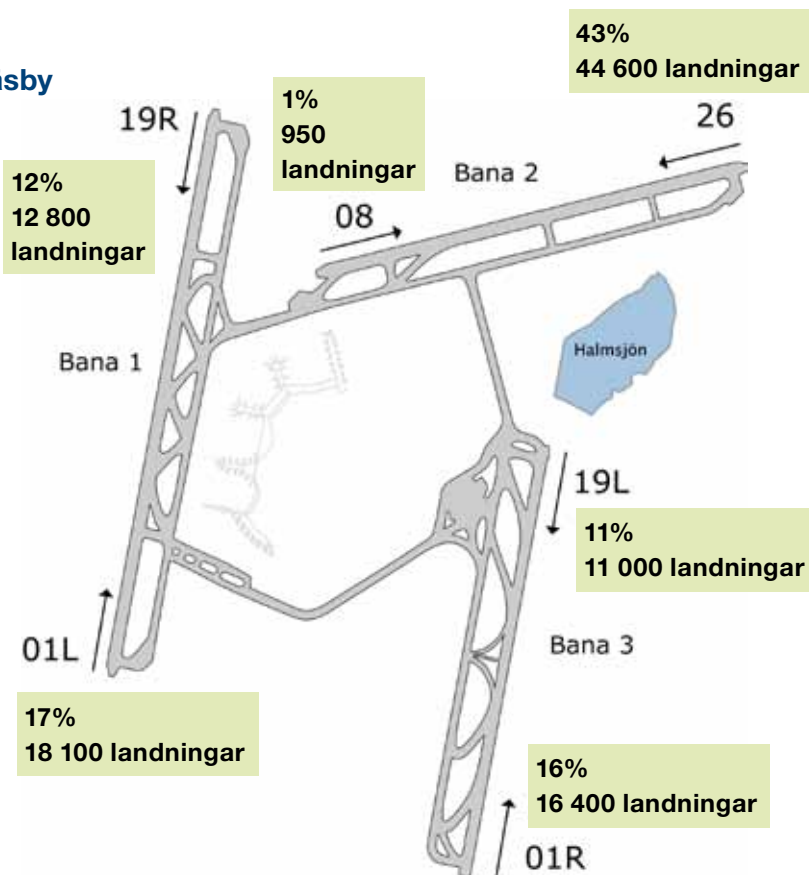 43%
44 600 landningar
19R
1%
950
landningar
26
12%
12 800
landningar
Bana 2
08
Bana 1
Halmsjön
19L
11%
11 000 landningar
01L
Bana 3
17%
18 100 landningar
16%
16 400 landningar
01R